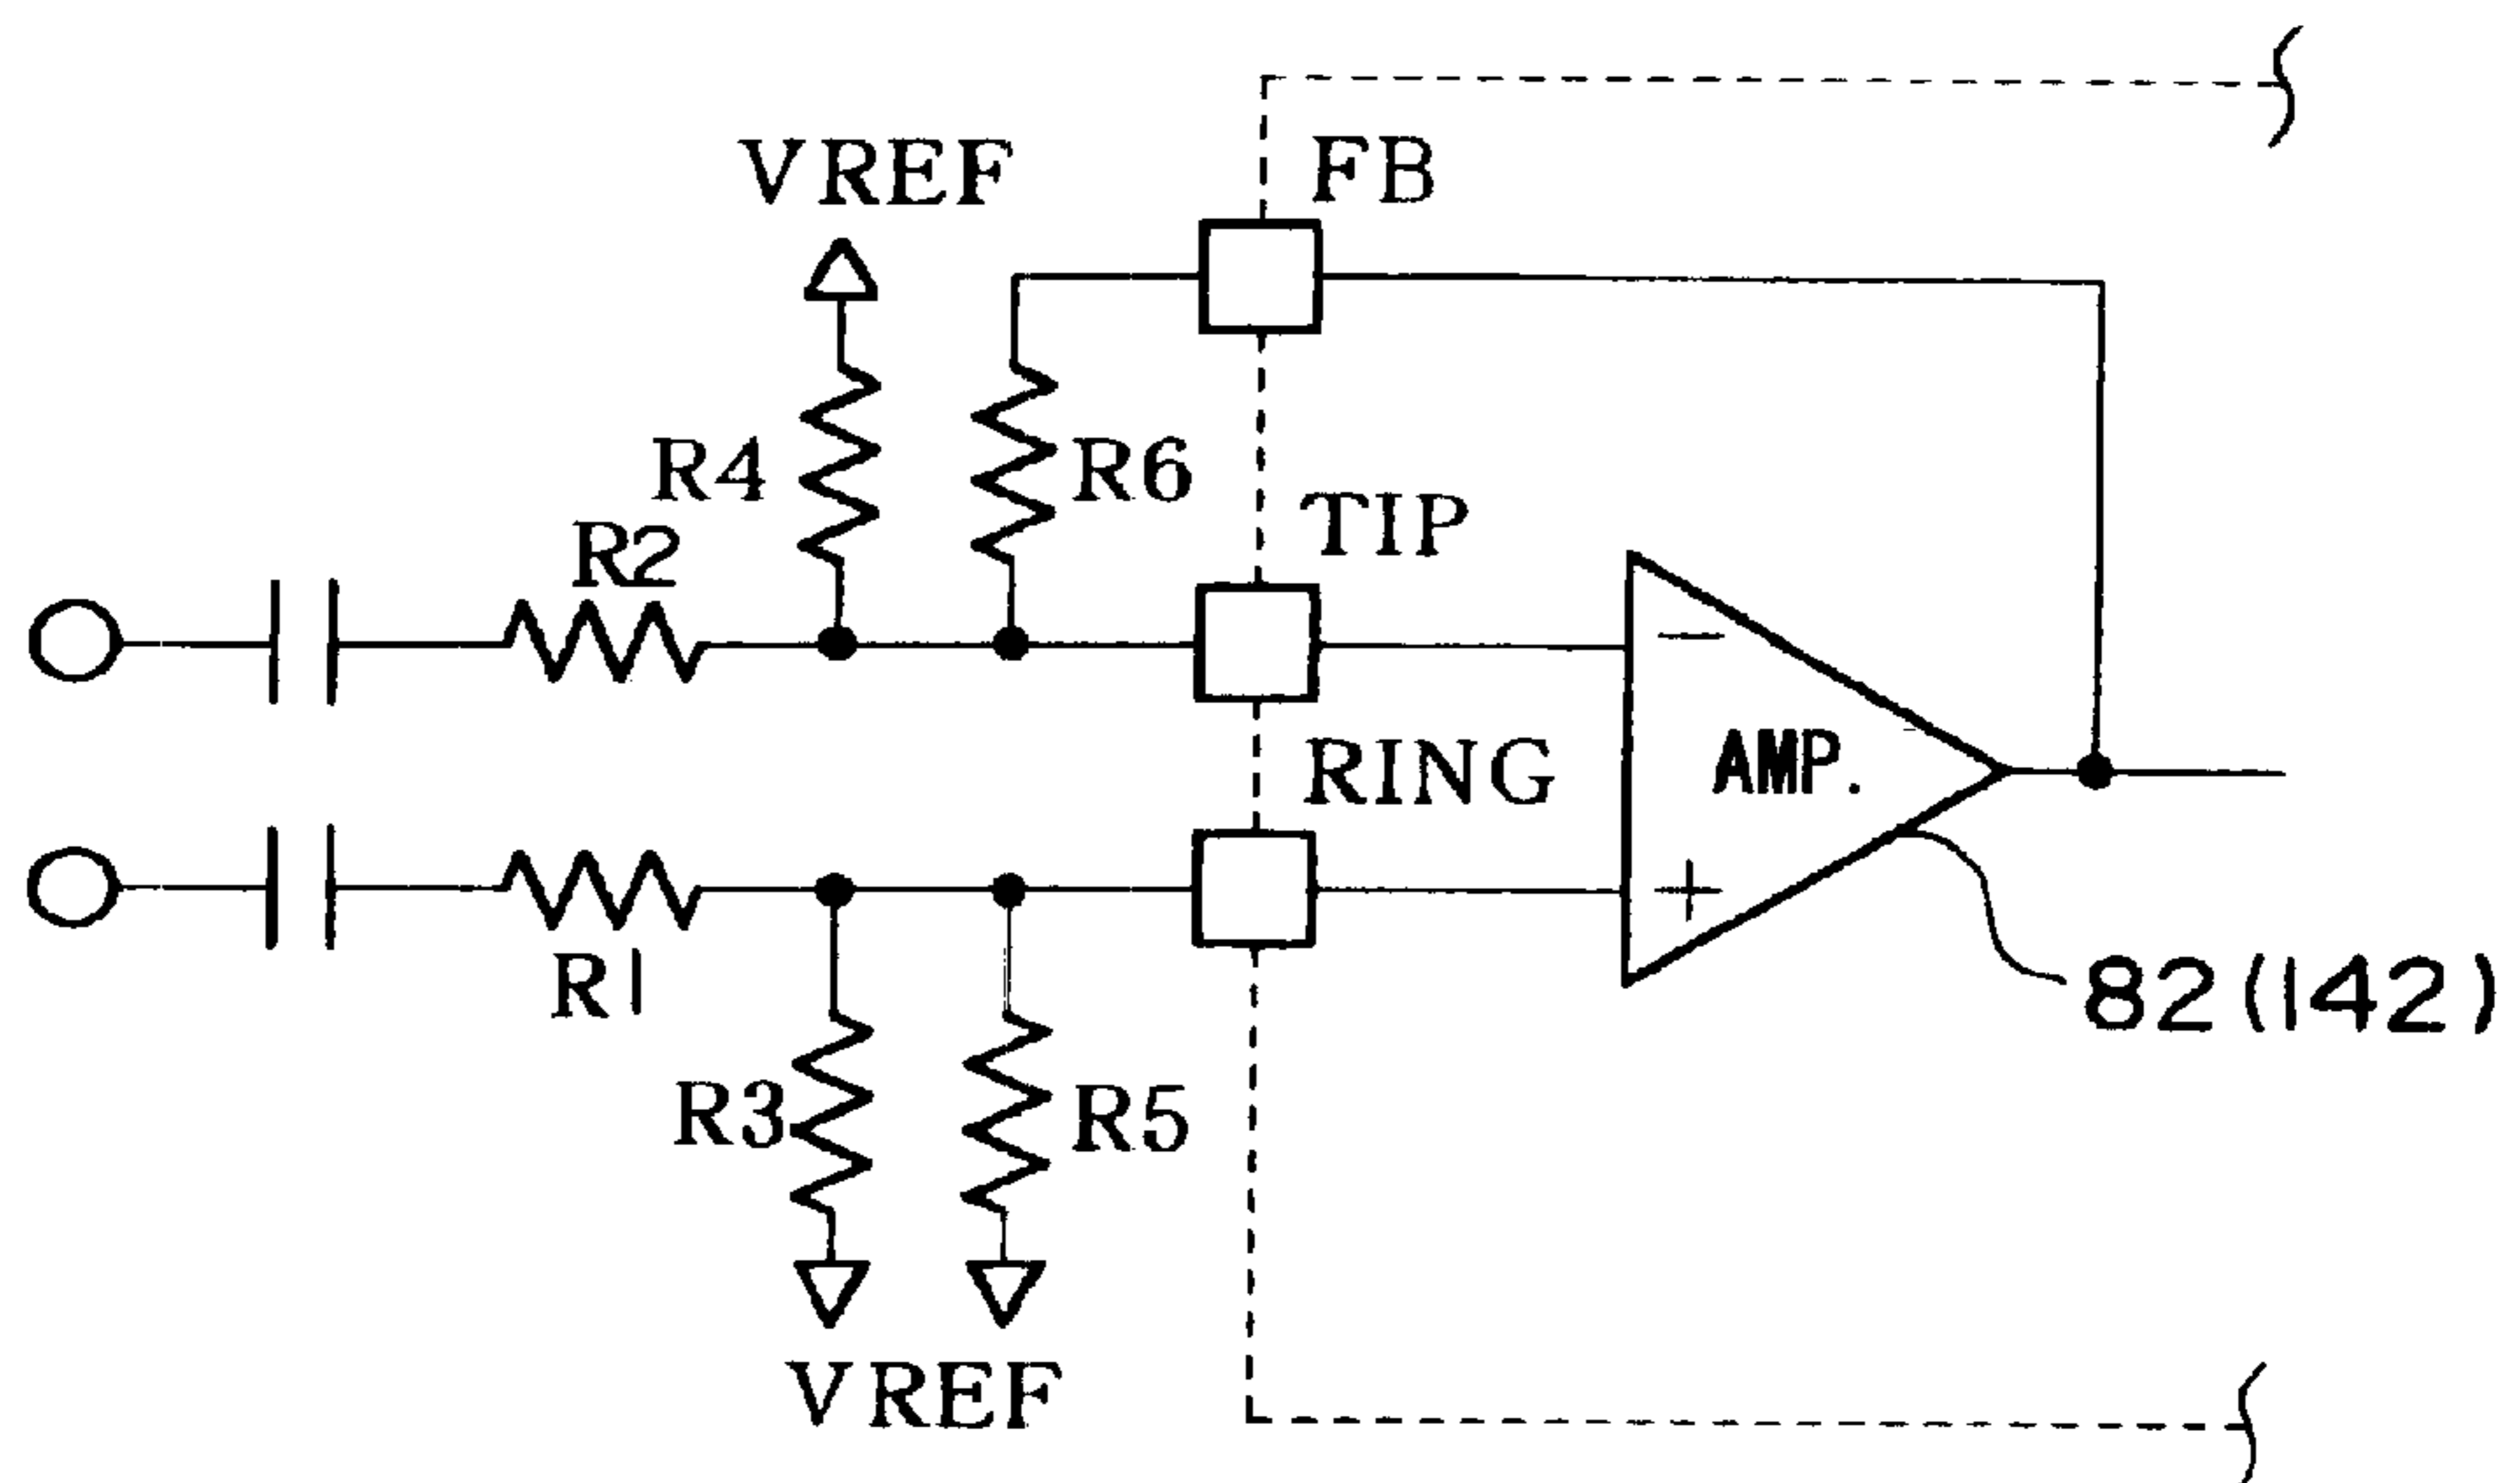 VREF
FB
R4
R6
R2
TIP
RING
AMP.
−
+
R1
82(142)
R3
R5
VREF